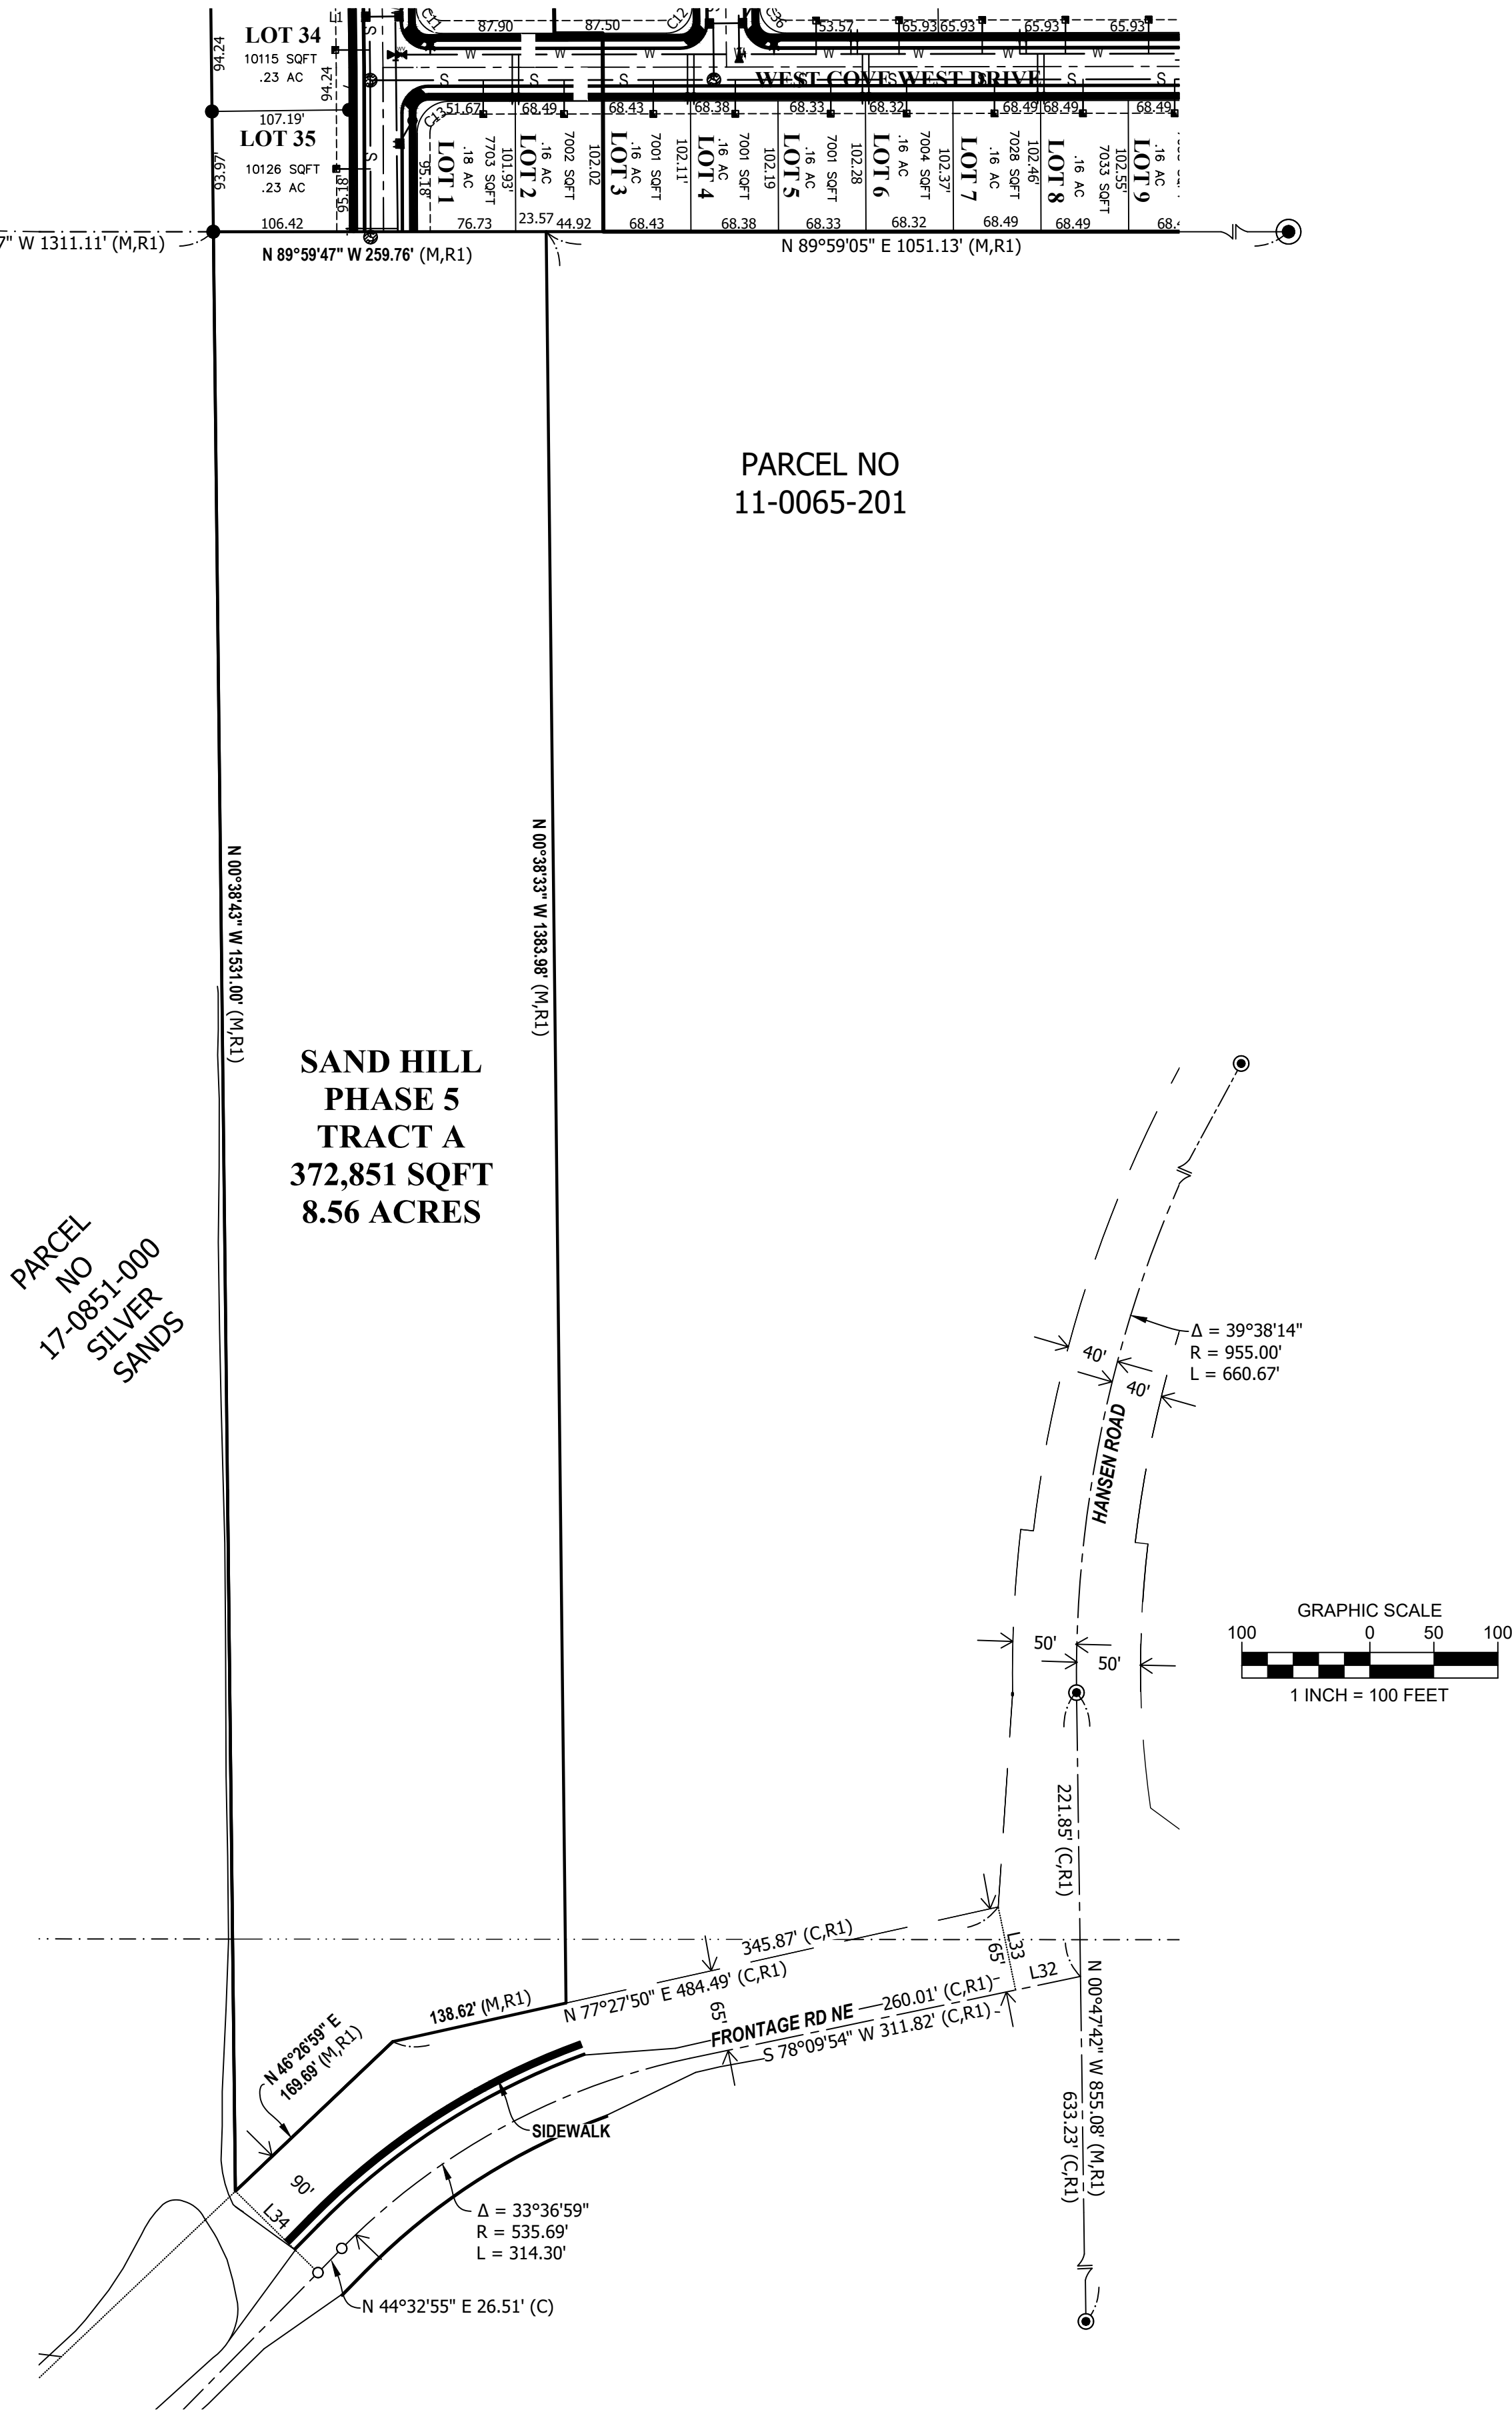 L1
LOT 34
10115 SQFT
.23 AC
94.24
94.24
107.19'
LOT 35
10126 SQFT
.23 AC
93.97'
95.18'
106.42
C11
87.90
87.50
C12
C36
53.57
65.93
65.93
65.93
65.93
W
W
W
W
W
W
W
W
WEST COVE WEST DRIVE
S
S
S
S
S
S
S
S
S
C13
51.67
68.49
68.43
68.38
68.33
68.32
68.49
68.49
68.49
95.18'
LOT 1
.18 AC
7703 SQFT
101.93'
LOT 2
.16 AC
7002 SQFT
102.02
LOT 3
.16 AC
7001 SQFT
102.11'
LOT 4
.16 AC
7001 SQFT
102.19
LOT 5
.16 AC
7001 SQFT
102.28
LOT 6
.16 AC
7004 SQFT
102.37'
LOT 7
.16 AC
7028 SQFT
102.46'
LOT 8
.16 AC
7033 SQFT
102.55'
LOT 9
.16 AC
76.73
23.57
44.92
68.43
68.38
68.33
68.32
68.49
68.49
7" W 1311.11' (M,R1)
N 89°59'47" W 259.76' (M,R1)
N 89°59'05" E 1051.13' (M,R1)
PARCEL NO
11-0065-201
N 00°38'43" W 1531.00' (M,R1)
N 00°38'33" W 1383.98' (M,R1)
SAND HILL
PHASE 5
TRACT A
372,851 SQFT
8.56 ACRES
PARCEL
NO
17-0851-000
SILVER
SANDS
Δ = 39°38'14"
R = 955.00'
L = 660.67'
40'
40'
HANSEN ROAD
50'
50'
GRAPHIC SCALE
100 0 50 100
1 INCH = 100 FEET
221.85' (C,R1)
345.87' (C,R1)
N 77°27'50" E 484.49' (C,R1)
L33
65'
L32
138.62' (M,R1)
65'
FRONTAGE RD NE
260.01' (C,R1)
S 78°09'54" W 311.82' (C,R1)
N 00°47'42" W 855.08' (M,R1)
633.23' (C,R1)
N 46°26'59" E
169.69' (M,R1)
SIDEWALK
90'
L34
Δ = 33°36'59"
R = 535.69'
L = 314.30'
N 44°32'55" E 26.51' (C)